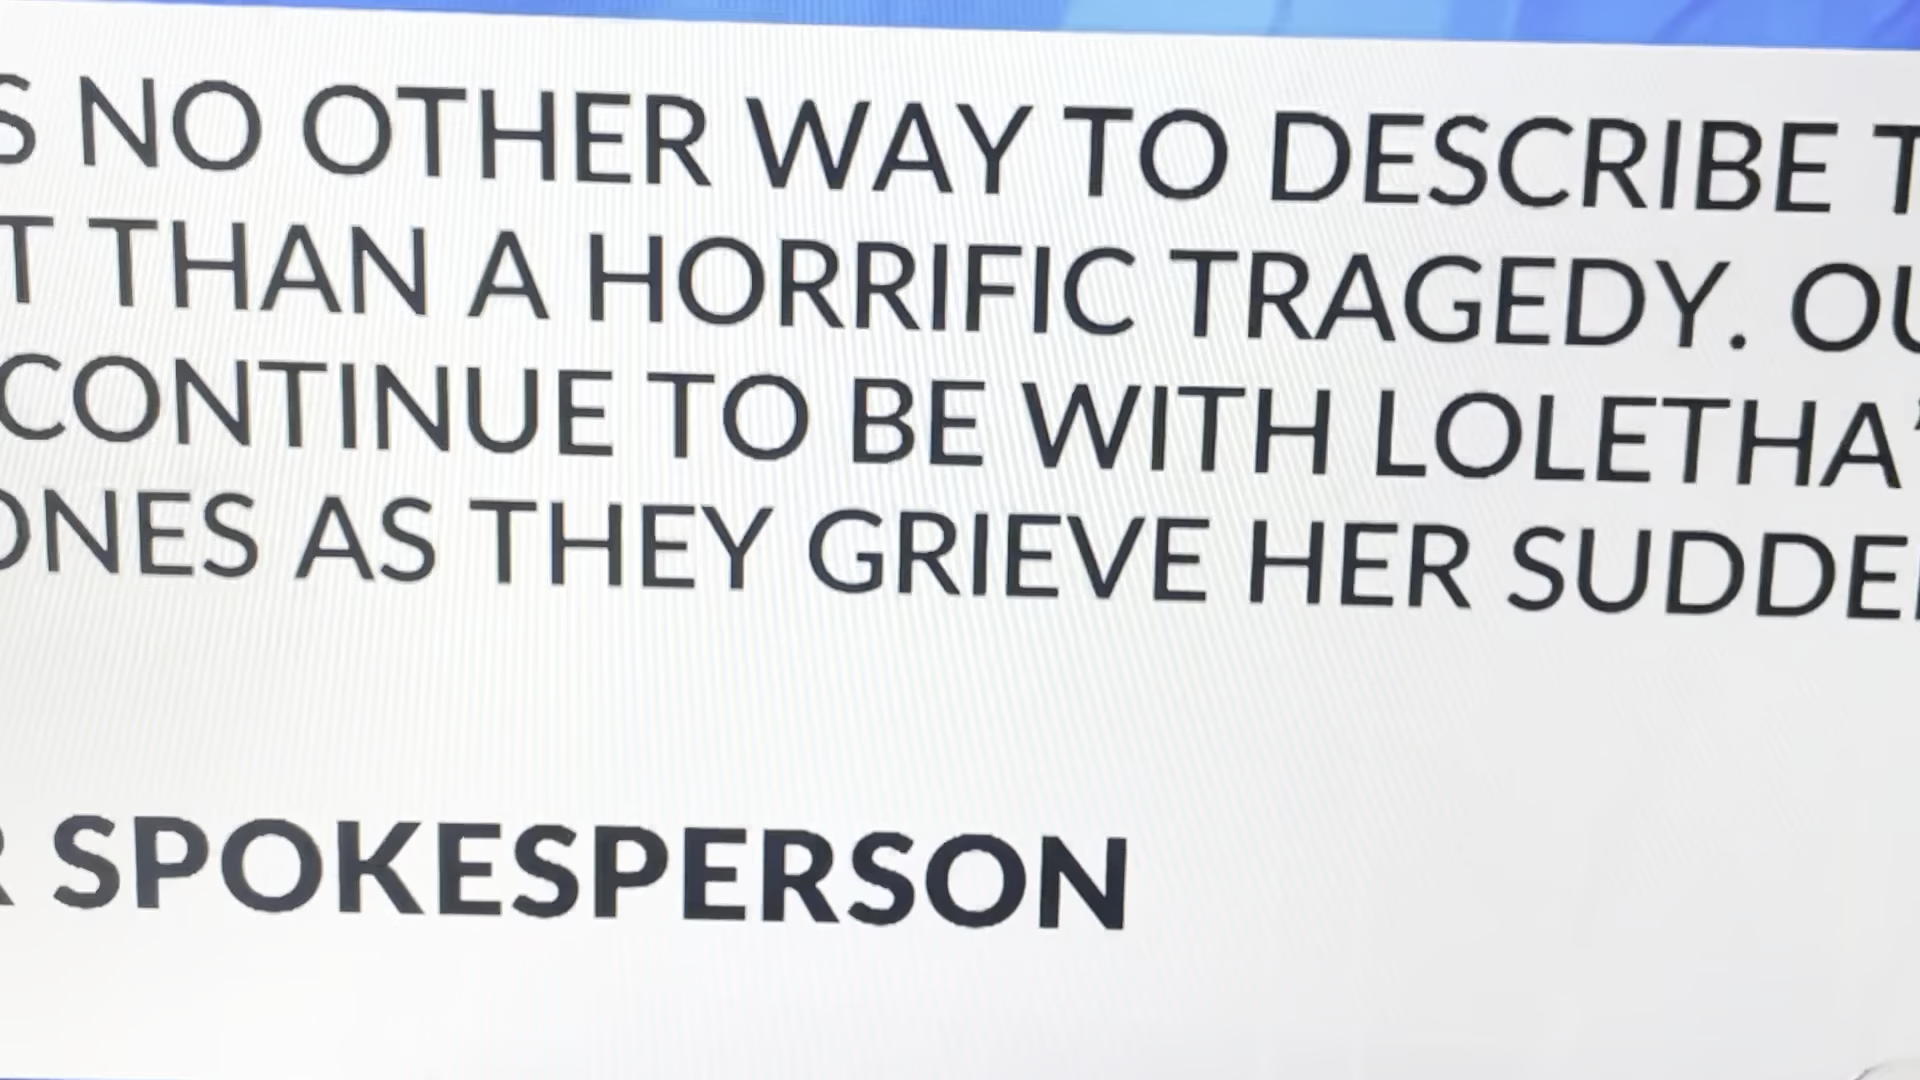 S NO OTHER WAY TO DESCRIBE T
T THAN A HORRIFIC TRAGEDY. OU
CONTINUE TO BE WITH LOLETHA'
ONES AS THEY GRIEVE HER SUDDE
R SPOKESPERSON